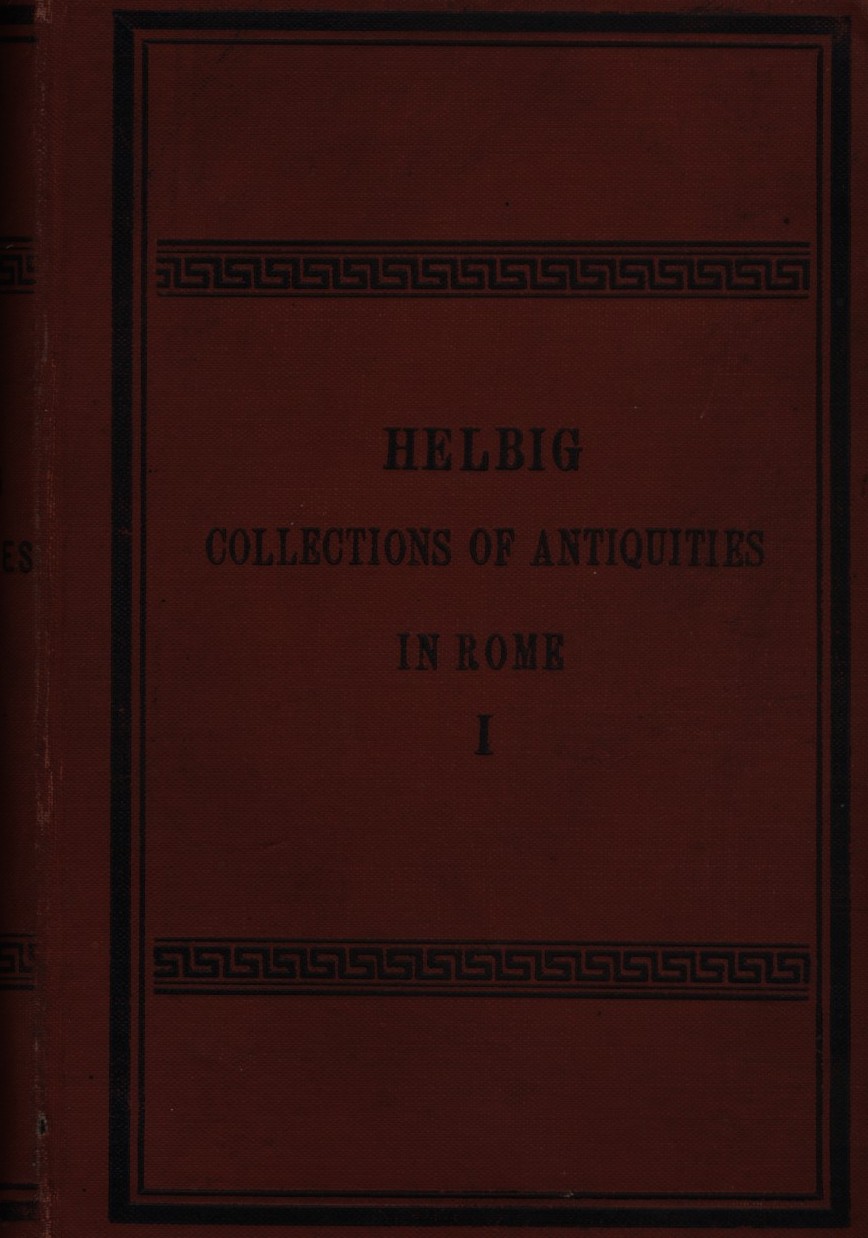 HELBIG
COLLECTIONS OF ANTIQUITIES
IN ROME
I